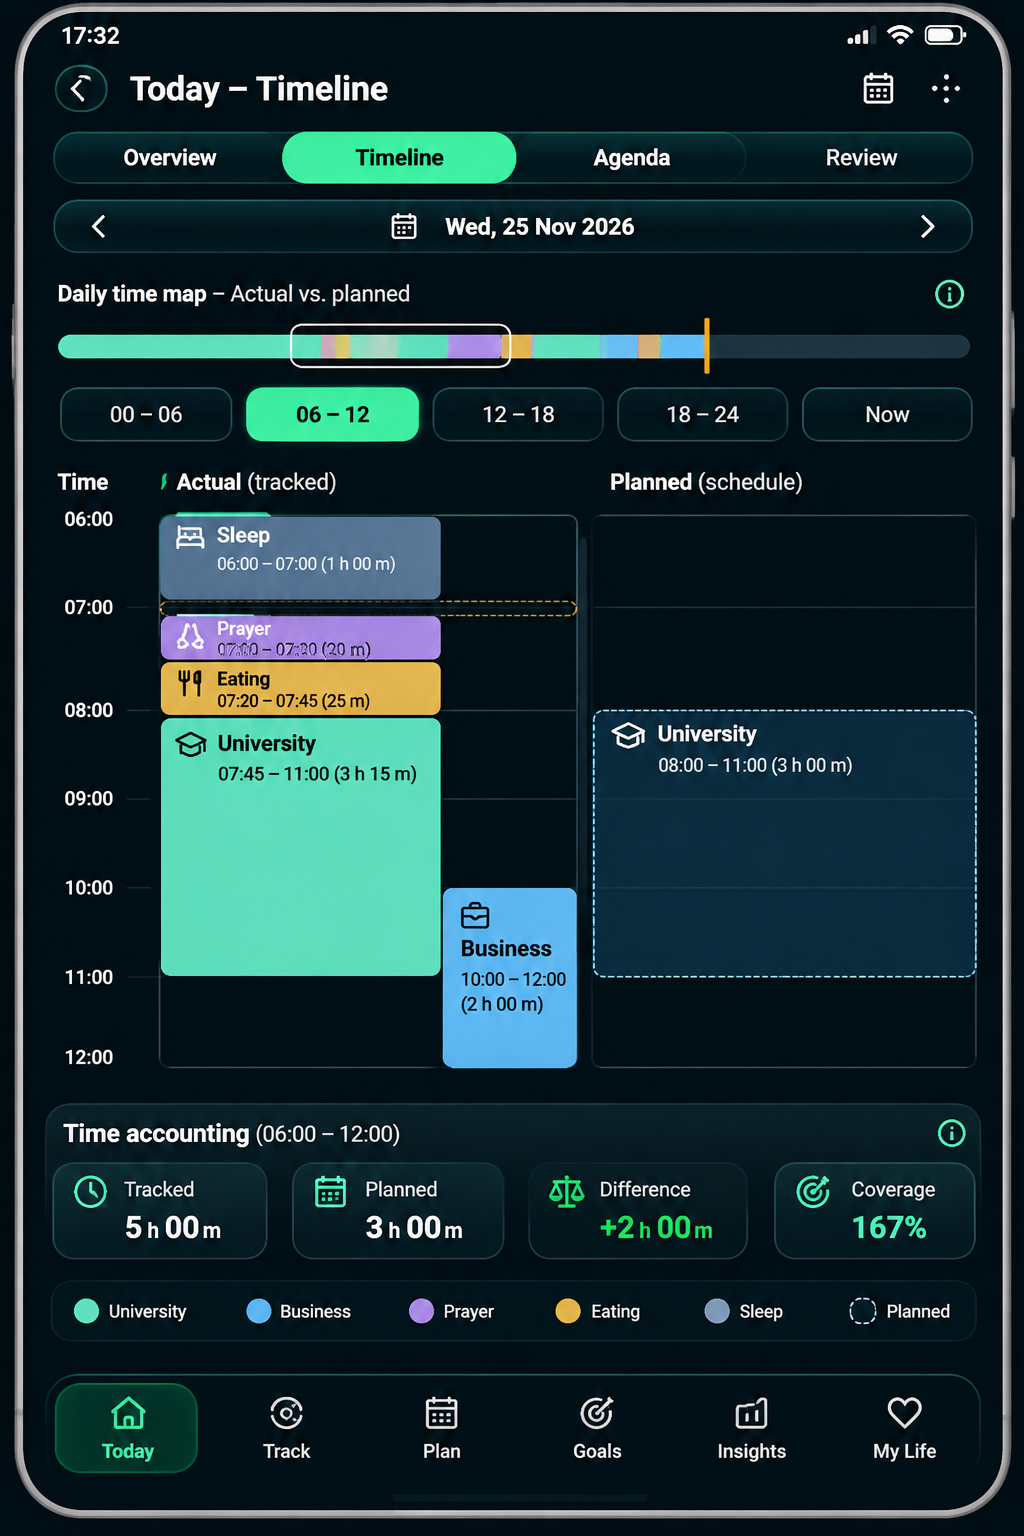 17:32
Today – Timeline
Overview
Timeline
Agenda
Review
Wed, 25 Nov 2026
Daily time map – Actual vs. planned
00 – 06
06 – 12
12 – 18
18 – 24
Now
Time
Actual (tracked)
Planned (schedule)
06:00
Sleep
06:00 – 07:00 (1 h 00 m)
07:00
Prayer
(20 m)
Eating
07:20 – 07:45 (25 m)
08:00
University
07:45 – 11:00 (3 h 15 m)
University
08:00 – 11:00 (3 h 00 m)
09:00
10:00
Business
10:00 – 12:00
(2 h 00 m)
11:00
12:00
Time accounting (06:00 – 12:00)
Tracked
5 h 00 m
Planned
3 h 00 m
Difference
+2 h 00 m
Coverage
167%
University
Business
Prayer
Eating
Sleep
Planned
Today
Track
Plan
Goals
Insights
My Life